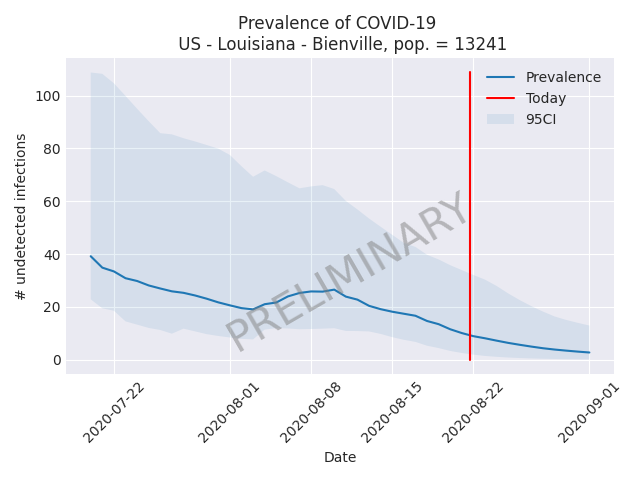 Prevalence of COVID-19
US - Louisiana - Bienville, pop. = 13241
# undetected infections
100
80
60
40
20
0
Prevalence
Today
95CI
PRELIMINARY
2020-07-22
2020-08-01
2020-08-08
2020-08-15
2020-08-22
2020-09-01
Date